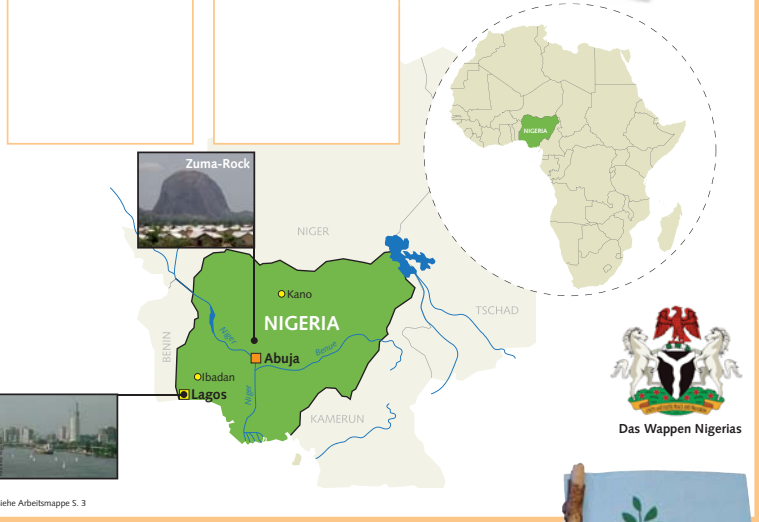 Zuma-Rock
NIGERIA
NIGER
TSCHAD
Kano
NIGERIA
BENIN
Niger
Benue
Abuja
Ibadan
Lagos
Niger
KAMERUN
Das Wappen Nigerias
iehe Arbeitsmappe S. 3